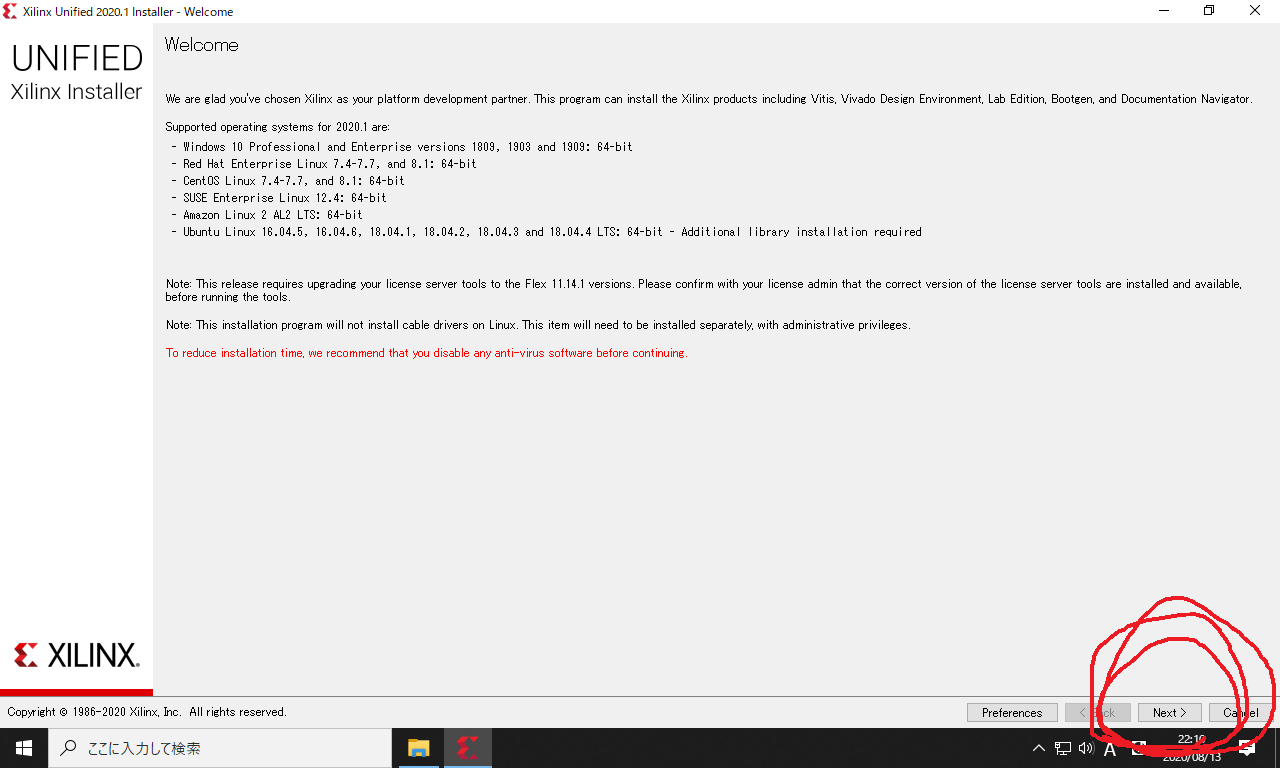 Xilinx Unified 2020.1 Installer - Welcome
UNIFIED
Xilinx Installer
Welcome
We are glad you've chosen Xilinx as your platform development partner. This program can install the Xilinx products including Vitis, Vivado Design Environment, Lab Edition, Bootgen, and Documentation Navigator.
Supported operating systems for 2020.1 are:
- Windows 10 Professional and Enterprise versions 1809, 1903 and 1909: 64-bit
- Red Hat Enterprise Linux 7.4-7.7, and 8.1: 64-bit
- CentOS Linux 7.4-7.7, and 8.1: 64-bit
- SUSE Enterprise Linux 12.4: 64-bit
- Amazon Linux 2 AL2 LTS: 64-bit
- Ubuntu Linux 16.04.5, 16.04.6, 18.04.1, 18.04.2, 18.04.3 and 18.04.4 LTS: 64-bit - Additional library installation required
Note: This release requires upgrading your license server tools to the Flex 11.14.1 versions. Please confirm with your license admin that the correct version of the license server tools are installed and available,
before running the tools.
Note: This installation program will not install cable drivers on Linux. This item will need to be installed separately, with administrative privileges.
To reduce installation time, we recommend that you disable any anti-virus software before continuing.
XILINX.
Copyright © 1986-2020 Xilinx, Inc. All rights reserved.
Preferences
< Back
Next >
Cancel
ここに入力して検索
A
22:10
2020/08/13